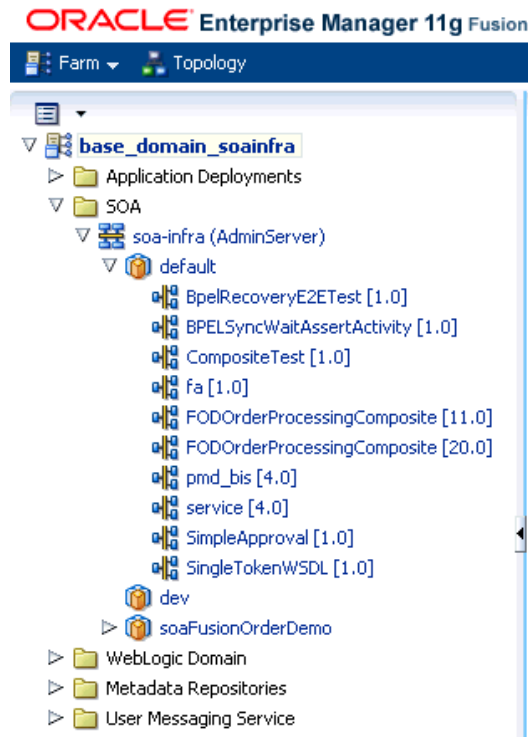 ORACLE Enterprise Manager 11g Fusion
Farm Topology
base_domain_soainfra
Application Deployments
SOA
soa-infra (AdminServer)
default
BpelRecoveryE2ETest [1.0]
BPELSyncWaitAssertActivity [1.0]
CompositeTest [1.0]
fa [1.0]
FODOrderProcessingComposite [11.0]
FODOrderProcessingComposite [20.0]
pmd_bis [4.0]
service [4.0]
SimpleApproval [1.0]
SingleTokenWSDL [1.0]
dev
soaFusionOrderDemo
WebLogic Domain
Metadata Repositories
User Messaging Service